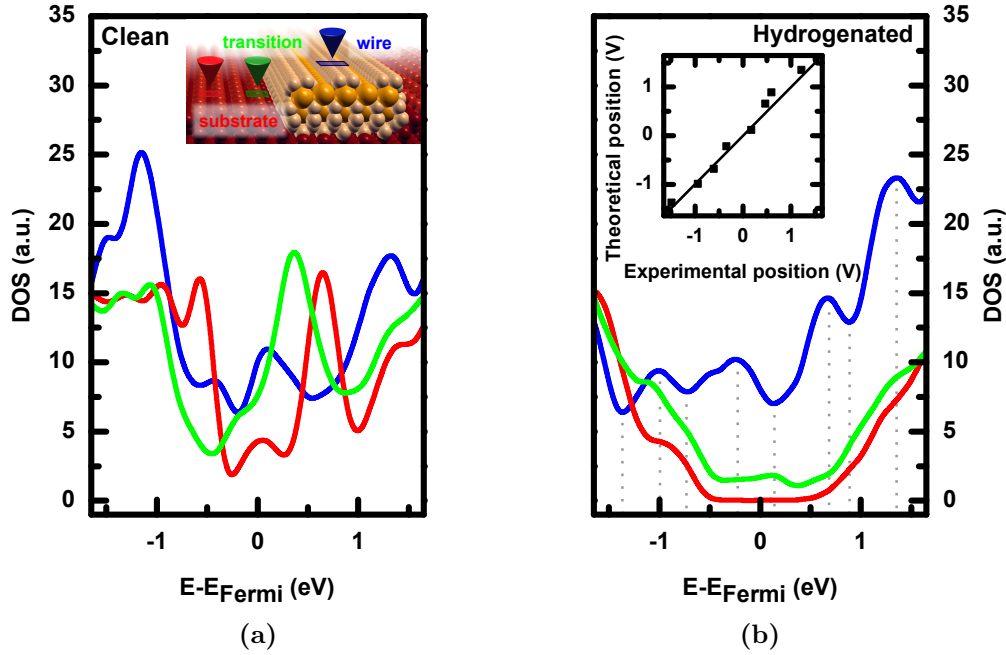 Clean
transition
wire
substrate
DOS (a.u.)
35
30
25
20
15
10
5
0
-1
0
1
E-E_Fermi (eV)
(a)
Hydrogenated
Theoretical position (V)
1
0
-1
-1
0
1
Experimental position (V)
35
30
25
20
15
10
5
0
DOS (a.u.)
-1
0
1
E-E_Fermi (eV)
(b)